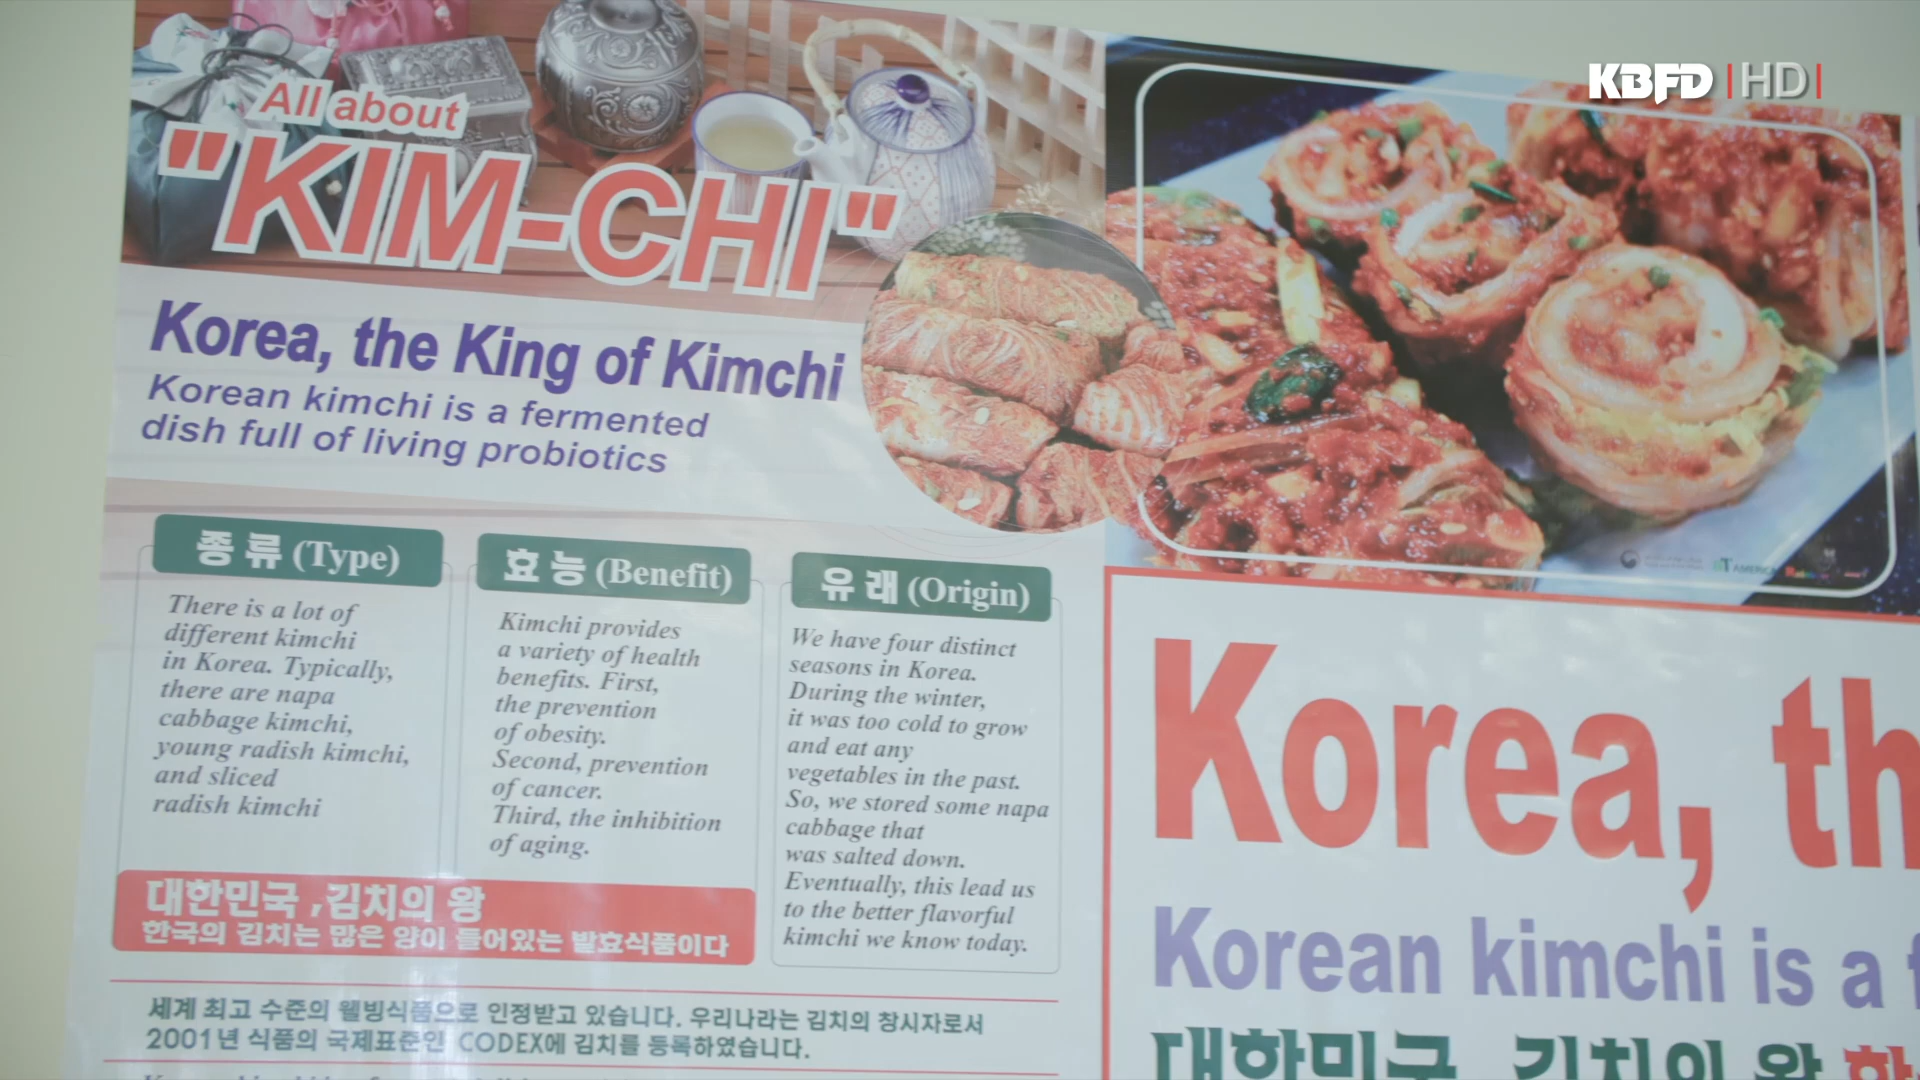 KBFD HD
All about
"KIM-CHI"
Korea, the King of Kimchi
Korean kimchi is a fermented
dish full of living probiotics
종류 (Type)
There is a lot of
different kimchi
in Korea. Typically,
there are napa
cabbage kimchi,
young radish kimchi,
and sliced
radish kimchi
효능 (Benefit)
Kimchi provides
a variety of health
benefits. First,
the prevention
of obesity.
Second, prevention
of cancer.
Third, the inhibition
of aging.
유래 (Origin)
We have four distinct
seasons in Korea.
During the winter,
it was too cold to grow
and eat any
vegetables in the past.
So, we stored some napa
cabbage that
was salted down.
Eventually, this lead us
to the better flavorful
kimchi we know today.
대한민국 ,김치의 왕
한국의 김치는 많은 양이 들어있는 발효식품이다
세계 최고 수준의 웰빙식품으로 인정받고 있습니다. 우리나라는 김치의 창시자로서
2001년 식품의 국제표준인 CODEX에 김치를 등록하였습니다.
Korea, th
Korean kimchi is a
대한민국, 김치의 왕